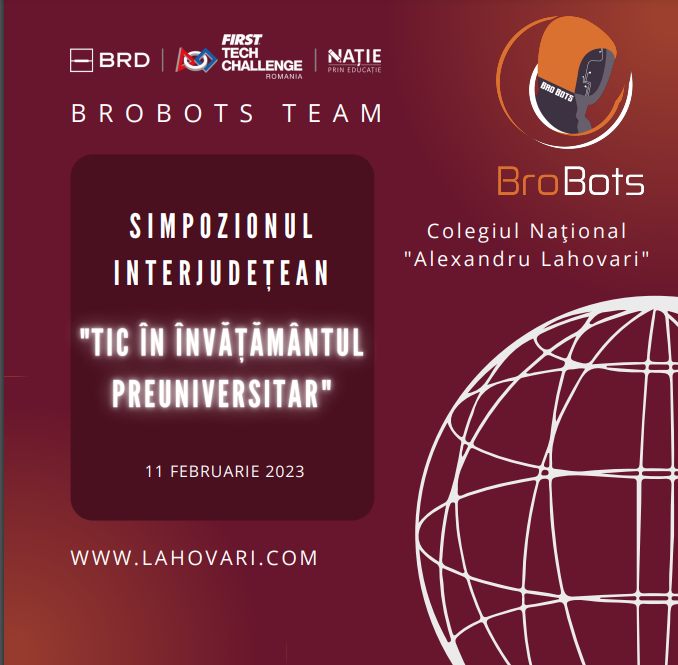 BRD
FIRST
TECH
CHALLENGE
ROMANIA
NAȚIE
PRIN EDUCAȚIE
BROBOTS TEAM
BRO BOTS
BroBots
Colegiul Naţional
"Alexandru Lahovari"
SIMPOZIONUL
INTERJUDEȚEAN
"TIC ÎN ÎNVĂȚĂMÂNTUL
PREUNIVERSITAR"
11 FEBRUARIE 2023
WWW.LAHOVARI.COM